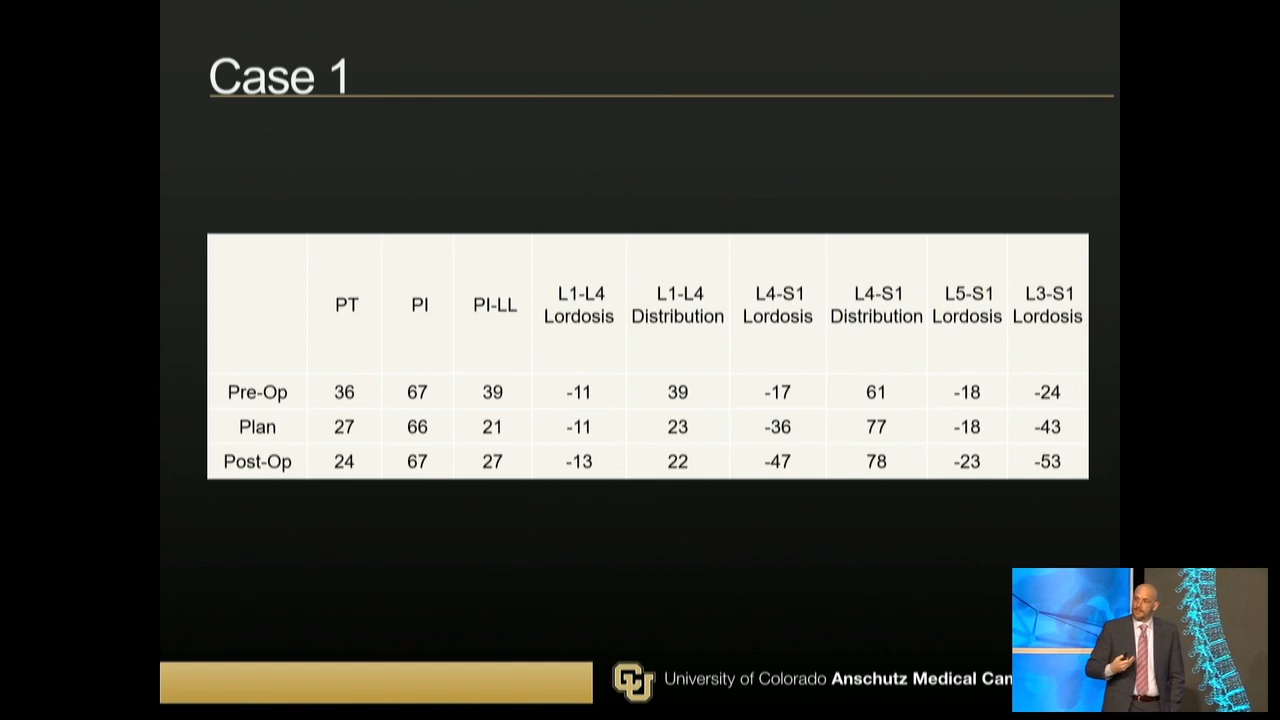 Case 1
PT PI PI-LL L1-L4 Lordosis L1-L4 Distribution L4-S1 Lordosis L4-S1 Distribution L5-S1 Lordosis L3-S1 Lordosis
Pre-Op 36 67 39 -11 39 -17 61 -18 -24
Plan 27 66 21 -11 23 -36 77 -18 -43
Post-Op 24 67 27 -13 22 -47 78 -23 -53
CU University of Colorado Anschutz Medical Cam